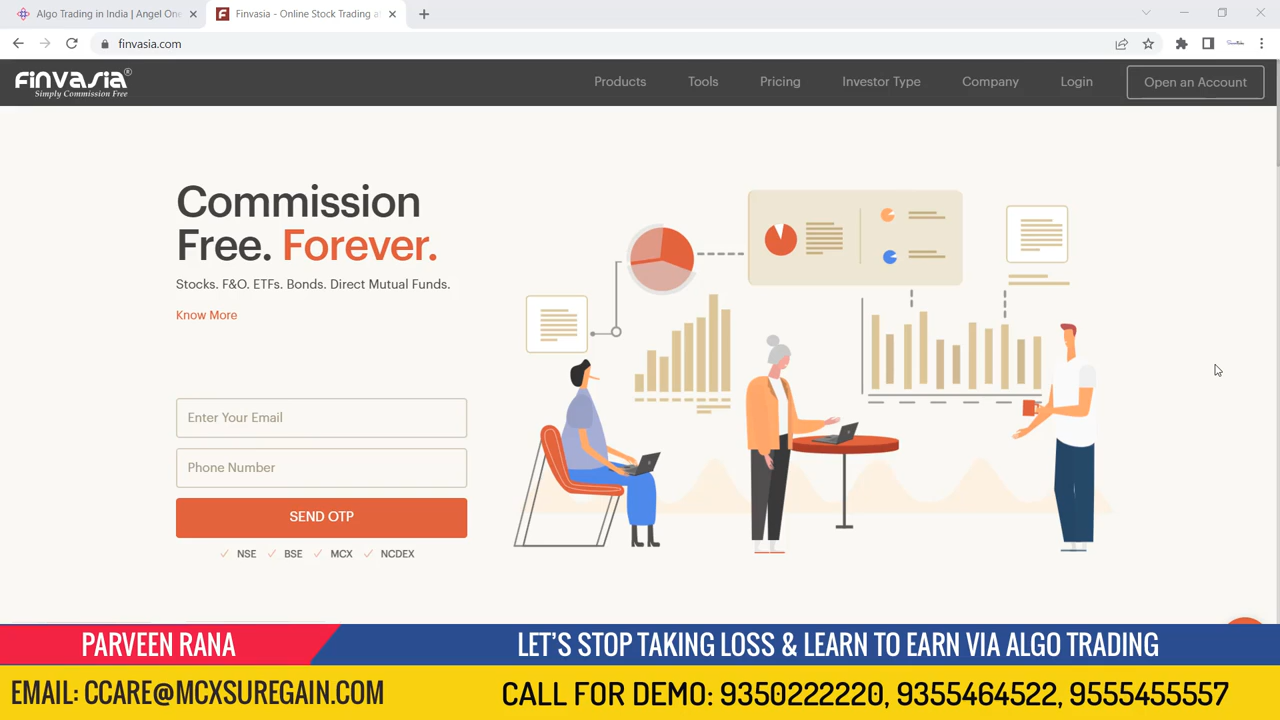 Algo Trading in India | Angel One
Finvasia - Online Stock Trading a
finvasia.com
FINVASIA®
Simply Commission Free
Products
Tools
Pricing
Investor Type
Company
Login
Open an Account
Commission
Free. Forever.
Stocks. F&O. ETFs. Bonds. Direct Mutual Funds.
Know More
Enter Your Email
Phone Number
SEND OTP
NSE
BSE
MCX
NCDEX
PARVEEN RANA
LET'S STOP TAKING LOSS & LEARN TO EARN VIA ALGO TRADING
EMAIL: CCARE@MCXSUREGAIN.COM
CALL FOR DEMO: 9350222220, 9355464522, 9555455557